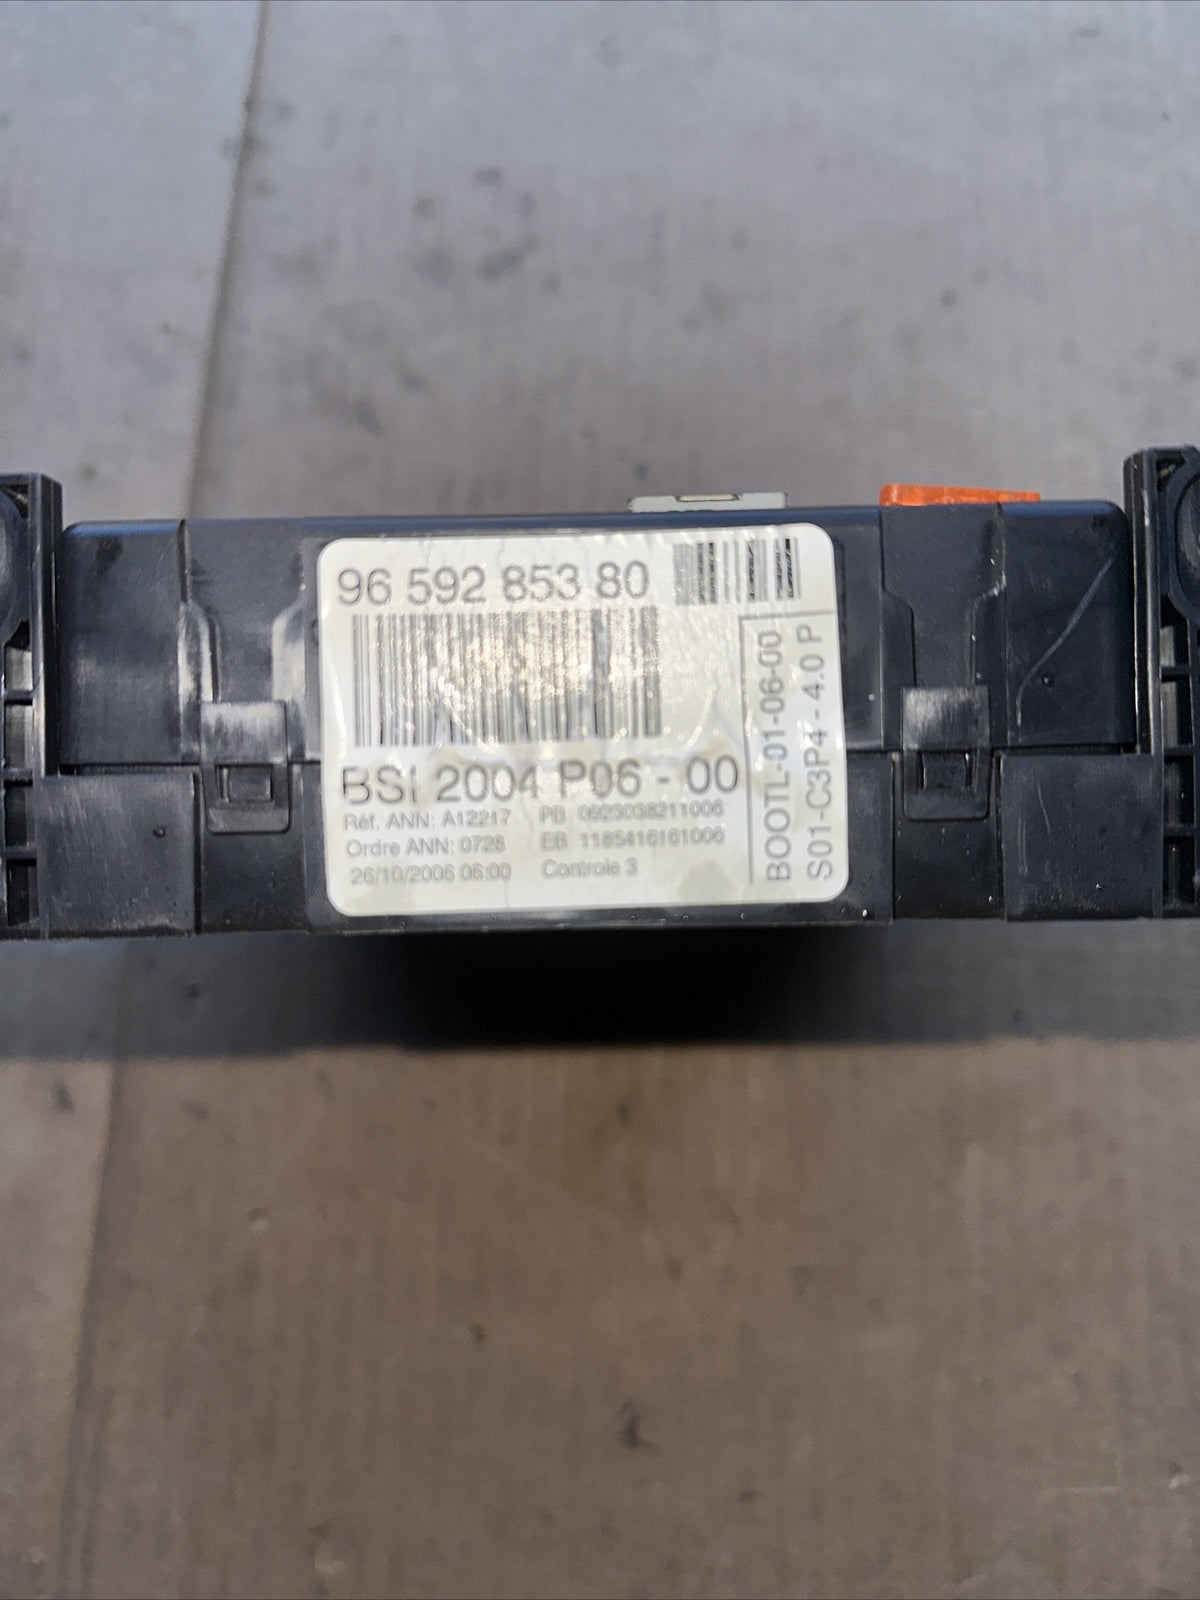 96 592 853 80
BSI 2004 P06 - 00
Réf. ANN: A12217 PB 0923038211006
Ordre ANN: 0728 EB 1185416161006
26/10/2006 06:00 Controle 3
BOOTL-01-06-00
S01-C3P4 - 4.0 P